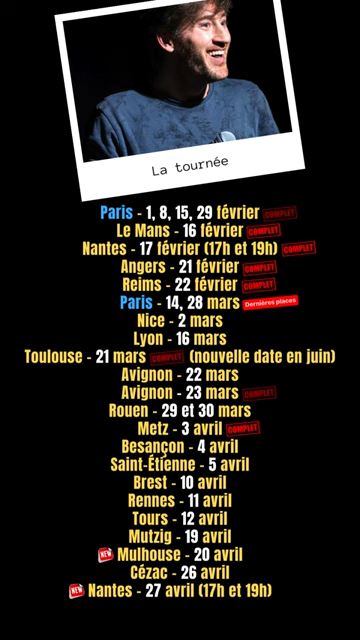 La tournée
Paris - 1, 8, 15, 29 février COMPLET
Le Mans - 16 février COMPLET
Nantes - 17 février (17h et 19h) COMPLET
Angers - 21 février COMPLET
Reims - 22 février COMPLET
Paris - 14, 28 mars Dernières places
Nice - 2 mars
Lyon - 16 mars
Toulouse - 21 mars COMPLET (nouvelle date en juin)
Avignon - 22 mars
Avignon - 23 mars COMPLET
Rouen - 29 et 30 mars
Metz - 3 avril COMPLET
Besançon - 4 avril
Saint-Étienne - 5 avril
Brest - 10 avril
Rennes - 11 avril
Tours - 12 avril
Mutzig - 19 avril
NEW Mulhouse - 20 avril
Cézac - 26 avril
NEW Nantes - 27 avril (17h et 19h)